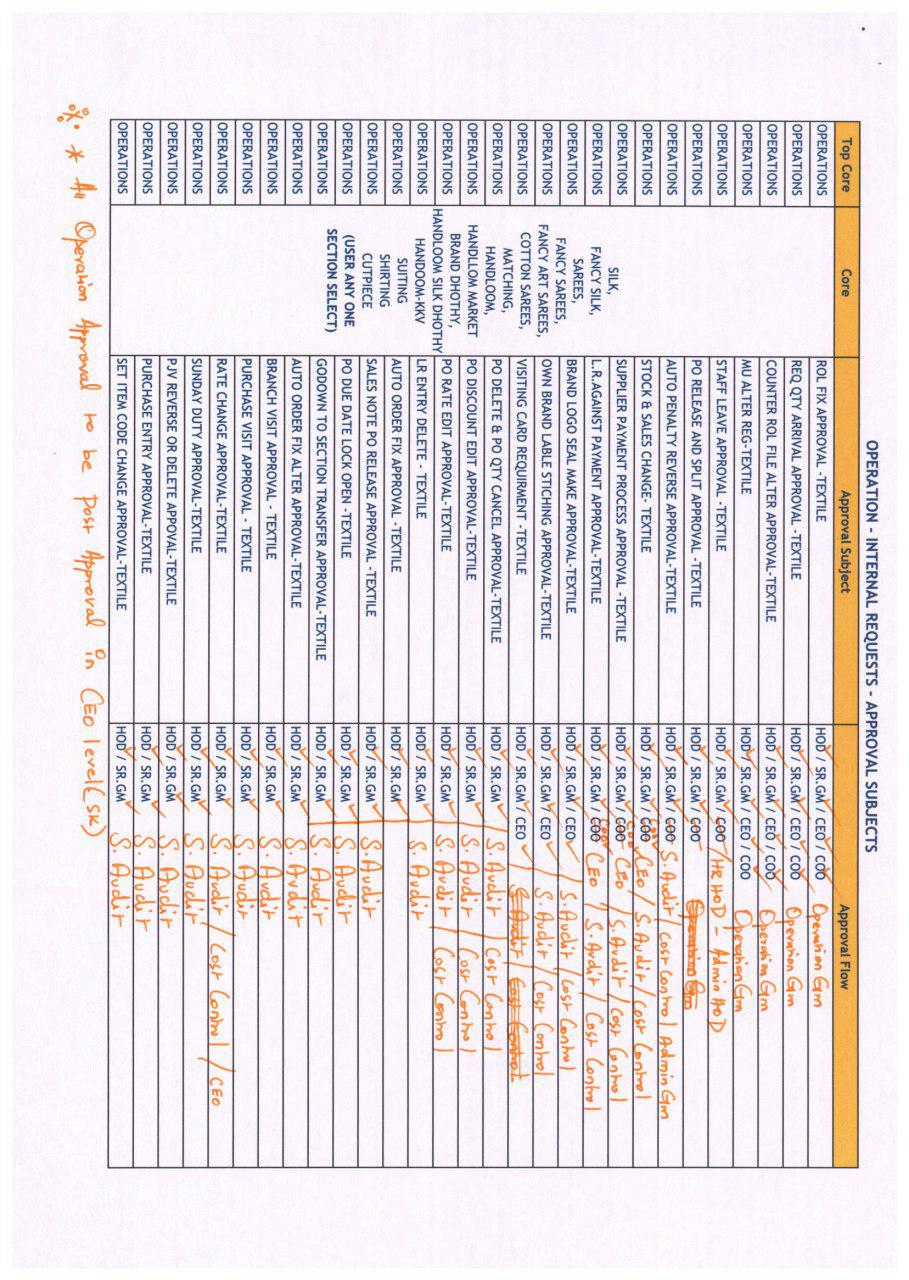 OPERATION - INTERNAL REQUESTS - APPROVAL SUBJECTS
Top Core Core Approval Subject Approval Flow
OPERATIONS ROL FIX APPROVAL -TEXTILE HOD / SR.GM / CEO / COO Operation Gm
OPERATIONS REQ QTY ARRIVAL APPROVAL -TEXTILE HOD / SR.GM / CEO / COO Operation Gm
OPERATIONS COUNTER ROL FILE ALTER APPROVAL-TEXTILE HOD / SR.GM / CEO / COO Operation Gm
OPERATIONS MU ALTER REG-TEXTILE HOD / SR.GM / CEO / COO Operation Gm
OPERATIONS STAFF LEAVE APPROVAL -TEXTILE HOD / SR.GM / COO / HR HOD - Admin HOD
OPERATIONS PO RELEASE AND SPLIT APPROVAL -TEXTILE HOD / SR.GM / COO Operation Gm
OPERATIONS AUTO PENALTY REVERSE APPROVAL-TEXTILE HOD / SR.GM / COO S. Audit / Cost Control / Admin Gm
OPERATIONS STOCK & SALES CHANGE- TEXTILE HOD / SR.GM / COO CEO / S. Audit / Cost Control
OPERATIONS SUPPLIER PAYMENT PROCESS APPROVAL -TEXTILE HOD / SR.GM / COO CEO / S. Audit / Cost Control
OPERATIONS L.R.AGAINST PAYMENT APPROVAL-TEXTILE HOD / SR.GM / COO CEO / S. Audit / Cost Control
OPERATIONS BRAND LOGO SEAL MAKE APPROVAL-TEXTILE HOD / SR.GM / CEO / S. Audit / Cost Control
OPERATIONS OWN BRAND LABLE STICHING APPROVAL-TEXTILE HOD / SR.GM / CEO S. Audit / Cost Control
OPERATIONS VISITING CARD REQUIRMENT -TEXTILE HOD / SR.GM / CEO / S. Audit / Cost Control
OPERATIONS PO DELETE & PO QTY CANCEL APPROVAL-TEXTILE HOD / SR.GM / S. Audit / Cost Control
OPERATIONS PO DISCOUNT EDIT APPROVAL-TEXTILE HOD / SR.GM S. Audit / Cost Control
OPERATIONS PO RATE EDIT APPROVAL-TEXTILE HOD / SR.GM S. Audit / Cost Control
OPERATIONS LR ENTRY DELETE - TEXTILE HOD / SR.GM S. Audit
OPERATIONS AUTO ORDER FIX APPROVAL -TEXTILE HOD / SR.GM
OPERATIONS SALES NOTE PO RELEASE APPROVAL -TEXTILE HOD / SR.GM S. Audit
OPERATIONS PO DUE DATE LOCK OPEN -TEXTILE HOD / SR.GM S. Audit
OPERATIONS GODOWN TO SECTION TRANSFER APPROVAL-TEXTILE HOD / SR.GM S. Audit
OPERATIONS AUTO ORDER FIX ALTER APPROVAL-TEXTILE HOD / SR.GM S. Audit
OPERATIONS BRANCH VISIT APPROVAL - TEXTILE HOD / SR.GM S. Audit
OPERATIONS PURCHASE VISIT APPROVAL - TEXTILE HOD / SR.GM S. Audit
OPERATIONS RATE CHANGE APPROVAL-TEXTILE HOD / SR.GM S. Audit / Cost Control / CEO
OPERATIONS SUNDAY DUTY APPROVAL-TEXTILE HOD / SR.GM S. Audit
OPERATIONS PJV REVERSE OR DELETE APPOVAL-TEXTILE HOD / SR.GM S. Audit
OPERATIONS PURCHASE ENTRY APPROVAL-TEXTILE HOD / SR.GM S. Audit
OPERATIONS SET ITEM CODE CHANGE APPROVAL-TEXTILE HOD / SR.GM S. Audit
SILK,
FANCY SILK,
SAREES,
FANCY SAREES,
FANCY ART SAREES,
COTTON SAREES,
MATCHING,
HANDLOOM,
HANDLLOM MARKET
BRAND DHOTHY,
HANDLOOM SILK DHOTHY
HANDOOM-KKV
SUITING
SHIRTING
CUTPIECE
(USER ANY ONE
SECTION SELECT)
* All Operation Approval to be Post Approval in CEO level (SK)